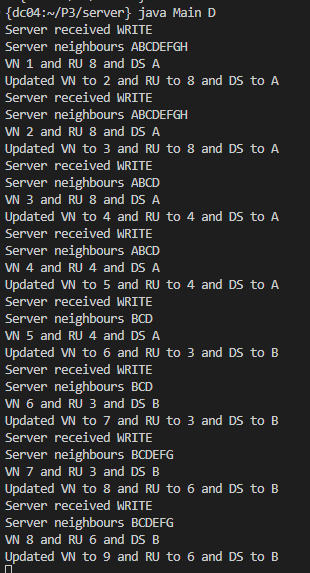 {dc04:~/P3/server} java Main D
Server received WRITE
Server neighbours ABCDEFGH
VN 1 and RU 8 and DS A
Updated VN to 2 and RU to 8 and DS to A
Server received WRITE
Server neighbours ABCDEFGH
VN 2 and RU 8 and DS A
Updated VN to 3 and RU to 8 and DS to A
Server received WRITE
Server neighbours ABCD
VN 3 and RU 8 and DS A
Updated VN to 4 and RU to 4 and DS to A
Server received WRITE
Server neighbours ABCD
VN 4 and RU 4 and DS A
Updated VN to 5 and RU to 4 and DS to A
Server received WRITE
Server neighbours BCD
VN 5 and RU 4 and DS A
Updated VN to 6 and RU to 3 and DS to B
Server received WRITE
Server neighbours BCD
VN 6 and RU 3 and DS B
Updated VN to 7 and RU to 3 and DS to B
Server received WRITE
Server neighbours BCDEFG
VN 7 and RU 3 and DS B
Updated VN to 8 and RU to 6 and DS to B
Server received WRITE
Server neighbours BCDEFG
VN 8 and RU 6 and DS B
Updated VN to 9 and RU to 6 and DS to B